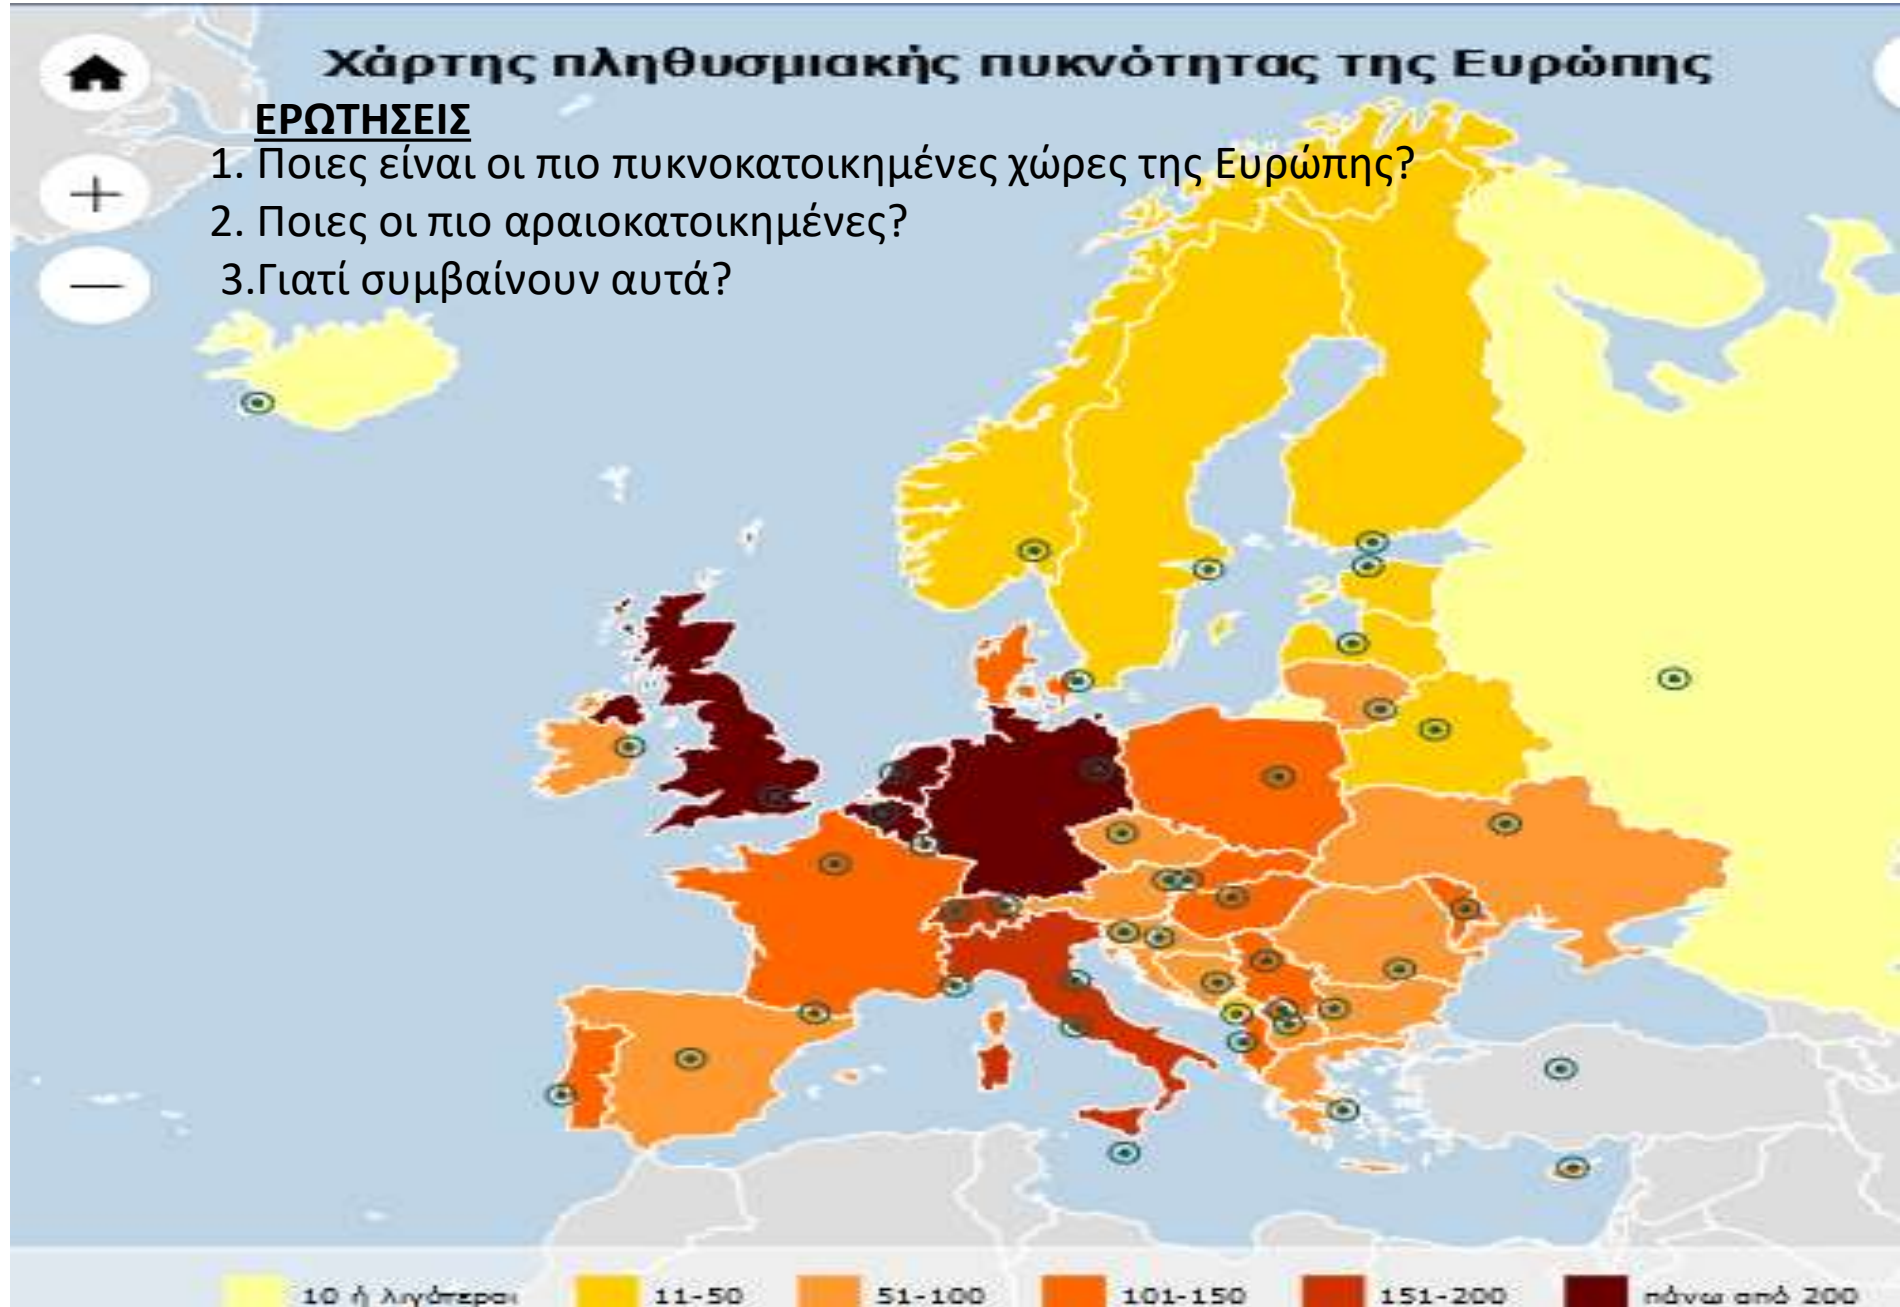 Χάρτης πληθυσμιακής πυκνότητας της Ευρώπης
ΕΡΩΤΗΣΕΙΣ
1. Ποιες είναι οι πιο πυκνοκατοικημένες χώρες της Ευρώπης?
2. Ποιες οι πιο αραιοκατοικημένες?
3.Γιατί συμβαίνουν αυτά?
10 ή λιγότεροι 11-50 51-100 101-150 151-200 πάνω από 200